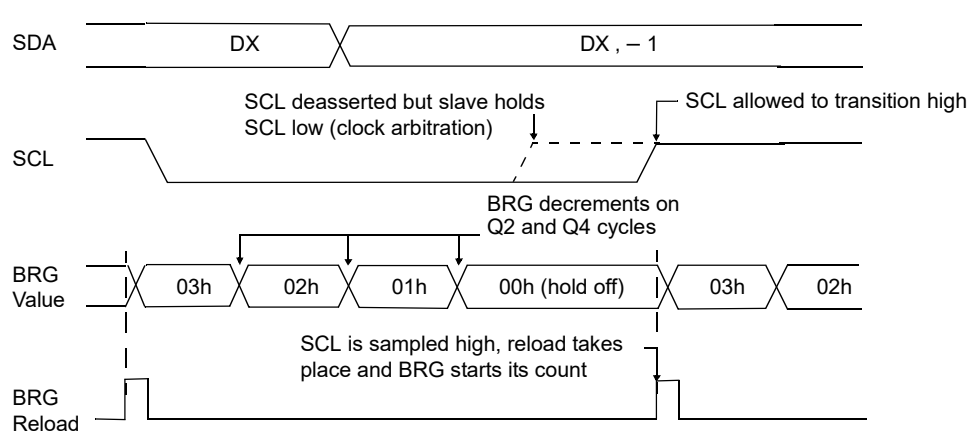 SDA
DX
DX , – 1
SCL deasserted but slave holds
SCL low (clock arbitration)
SCL allowed to transition high
SCL
BRG decrements on
Q2 and Q4 cycles
BRG
Value
03h
02h
01h
00h (hold off)
03h
02h
SCL is sampled high, reload takes
place and BRG starts its count
BRG
Reload